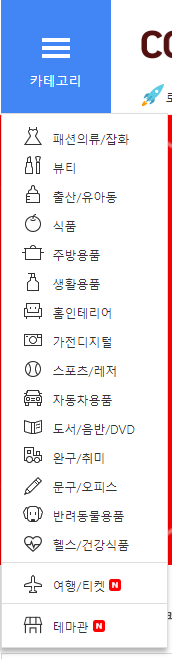 카테고리
패션의류/잡화
뷰티
출산/유아동
식품
주방용품
생활용품
홈인테리어
가전디지털
스포츠/레저
자동차용품
도서/음반/DVD
완구/취미
문구/오피스
반려동물용품
헬스/건강식품
여행/티켓 N
테마관 N